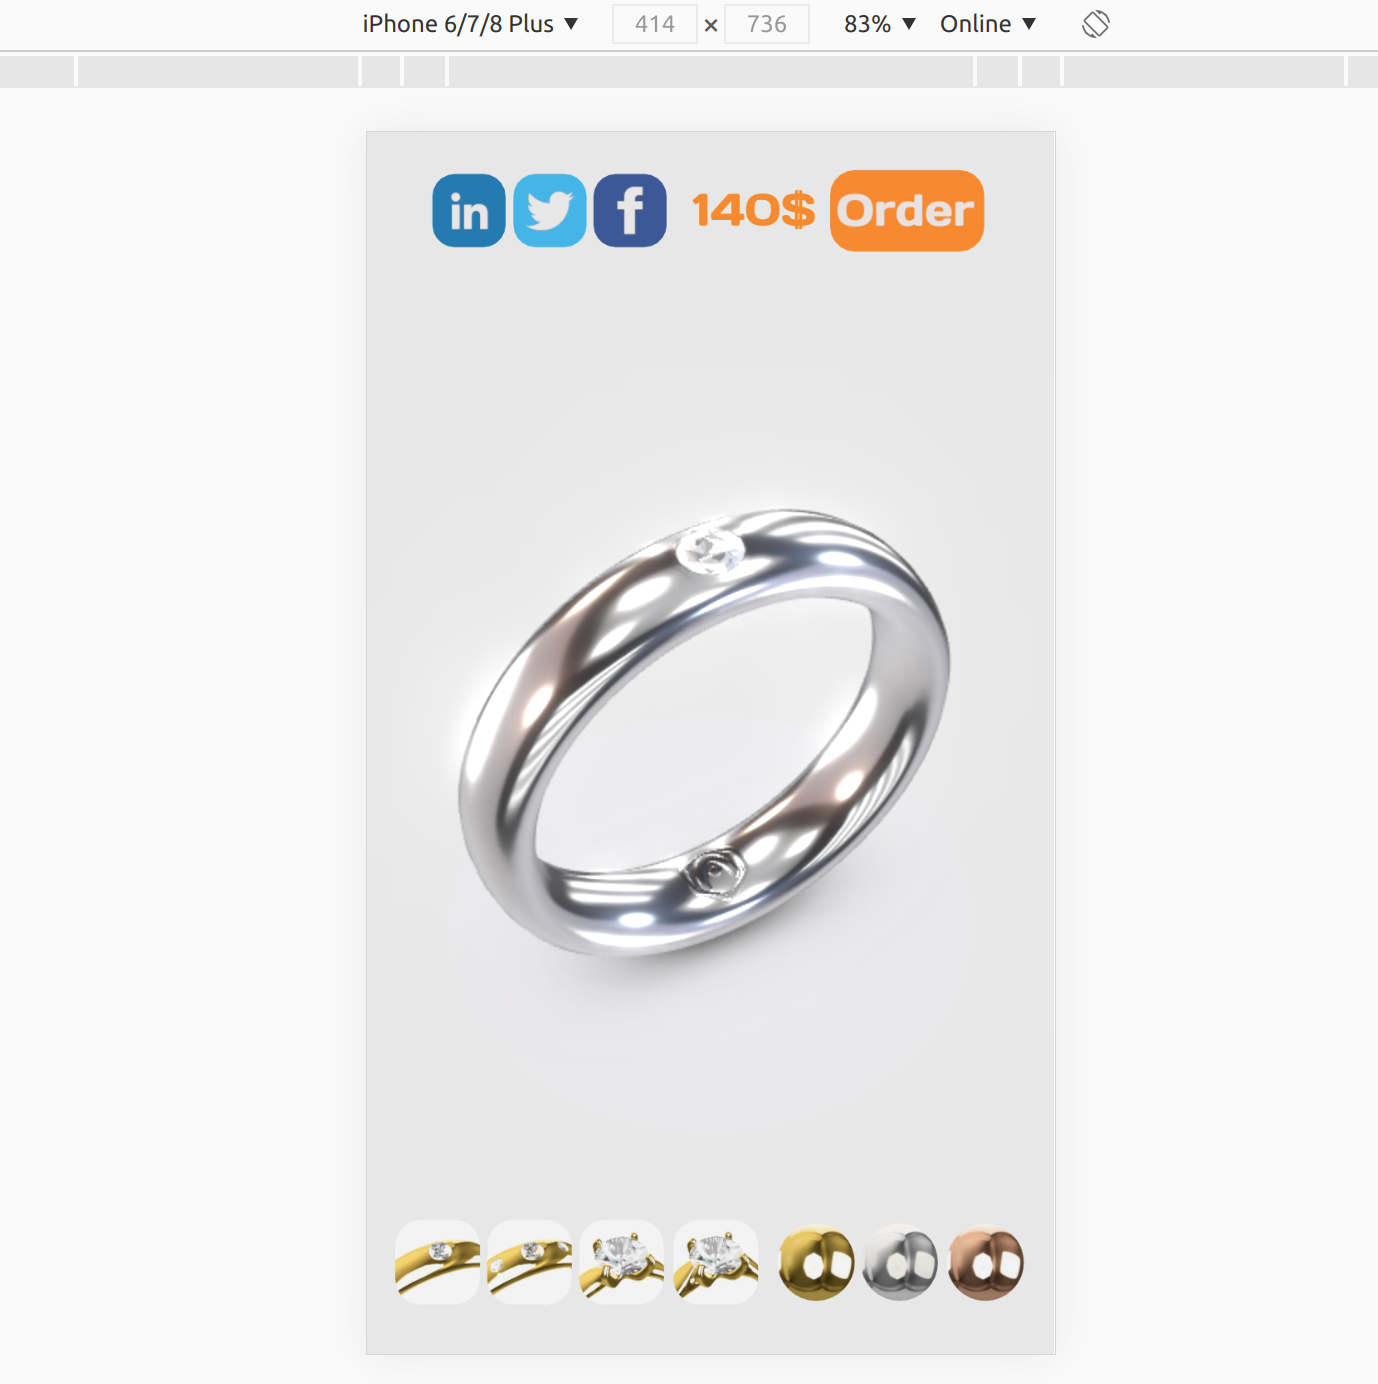 iPhone 6/7/8 Plus ▼ 414 × 736 83% ▼ Online ▼
in f 140$ Order